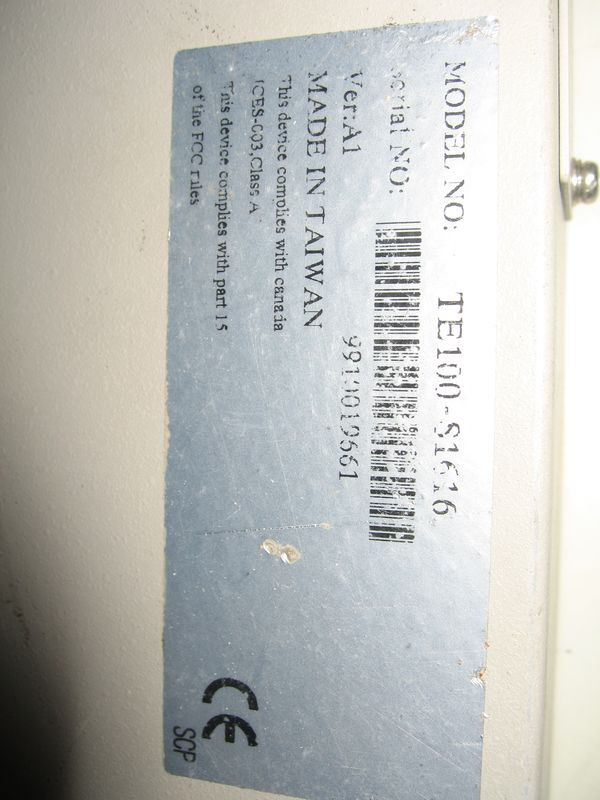 MODEL NO: TE100-S1616
Serial NO:
Ver:A1
MADE IN TAIWAN
This device complies with canada
ICES-003,Class A
This device complies with part 15
of the FCC rules
CE
SCP